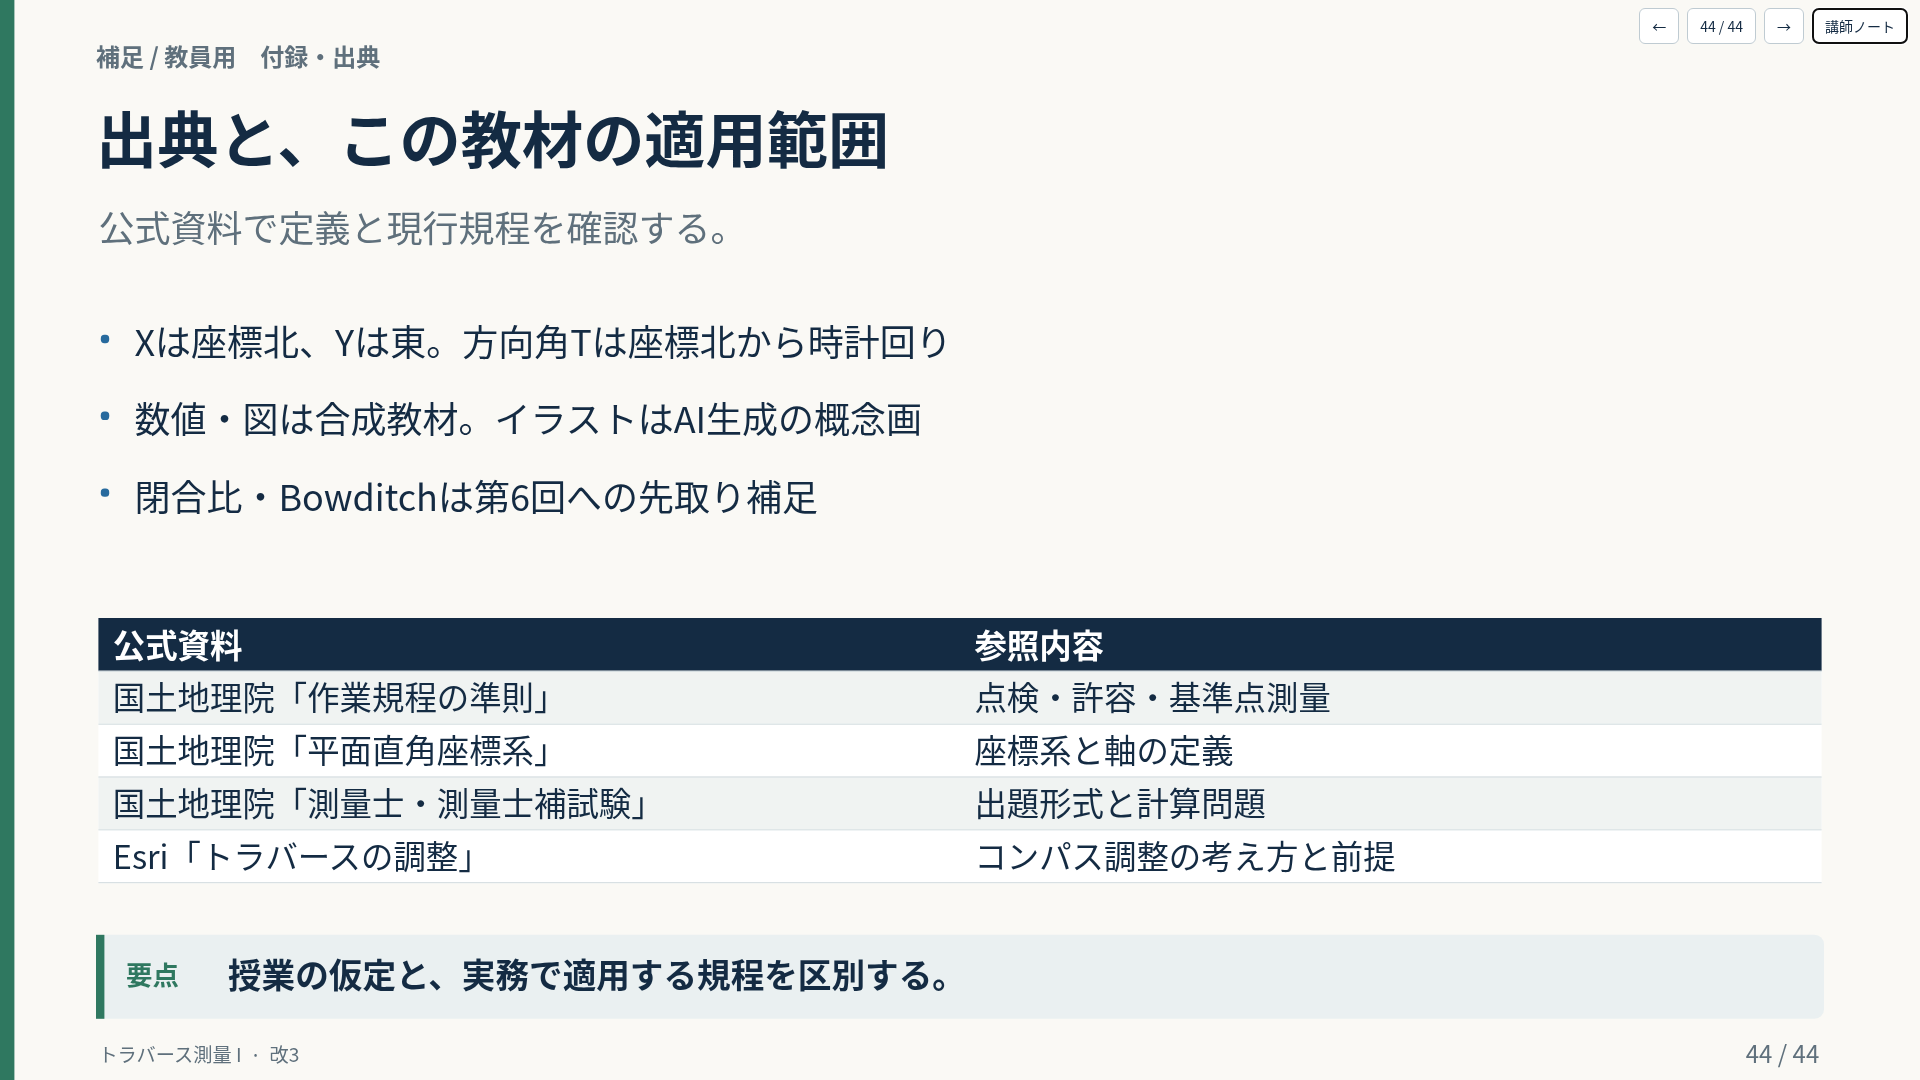 ← 44 / 44 → 講師ノート
補足 / 教員用　付録・出典
出典と、この教材の適用範囲
公式資料で定義と現行規程を確認する。
• Xは座標北、Yは東。方向角Tは座標北から時計回り
• 数値・図は合成教材。イラストはAI生成の概念画
• 閉合比・Bowditchは第6回への先取り補足
公式資料 参照内容
国土地理院「作業規程の準則」 点検・許容・基準点測量
国土地理院「平面直角座標系」 座標系と軸の定義
国土地理院「測量士・測量士補試験」 出題形式と計算問題
Esri「トラバースの調整」 コンパス調整の考え方と前提
要点 授業の仮定と、実務で適用する規程を区別する。
トラバース測量 I · 改3
44 / 44